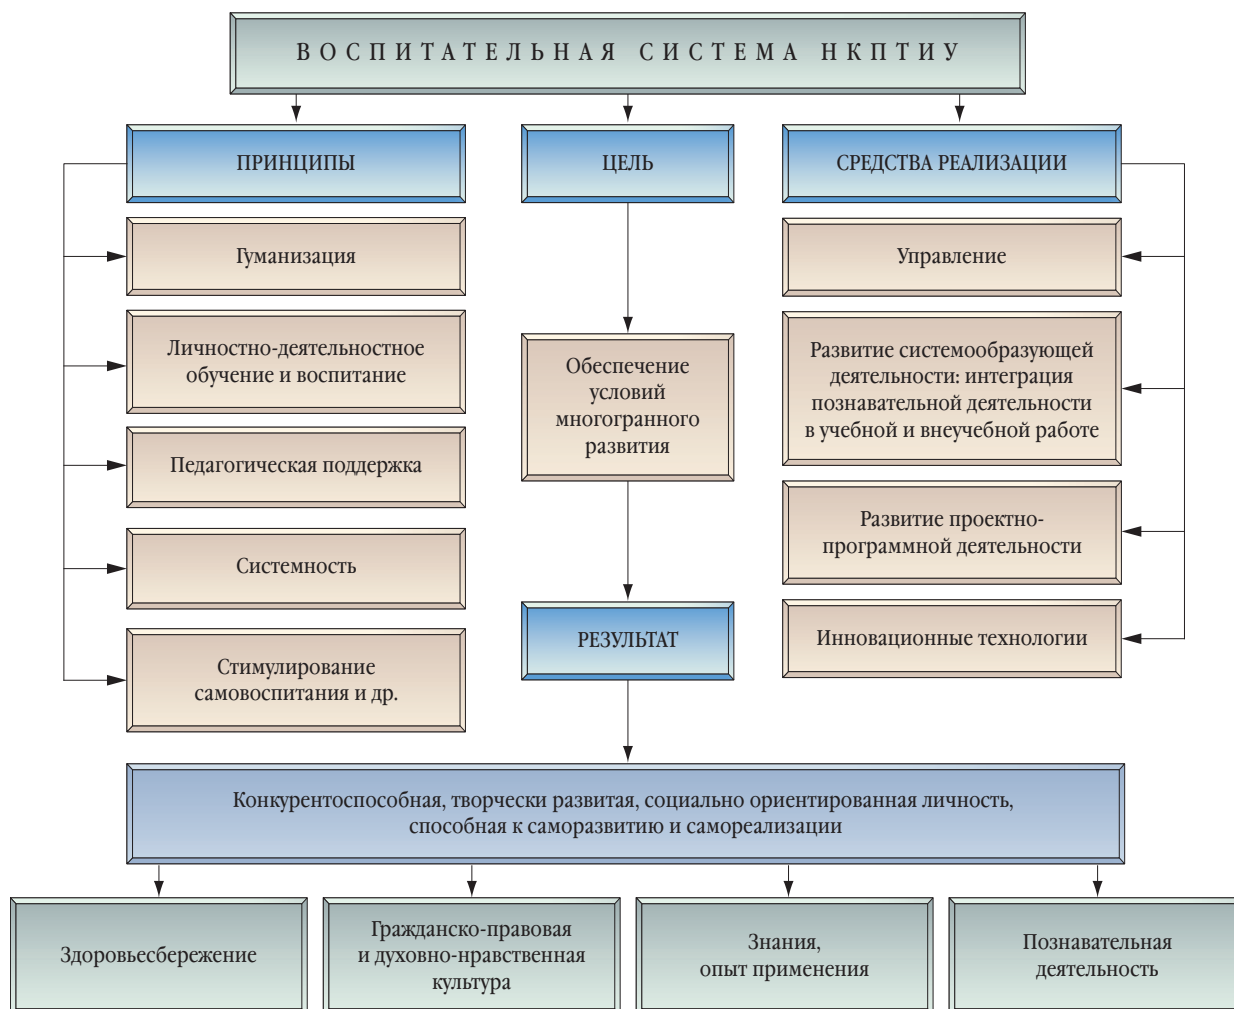 ВОСПИТАТЕЛЬНАЯ СИСТЕМА НКПТИУ
ПРИНЦИПЫ
ЦЕЛЬ
СРЕДСТВА РЕАЛИЗАЦИИ
Гуманизация
Личностно-деятельностное
обучение и воспитание
Педагогическая поддержка
Системность
Стимулирование
самовоспитания и др.
Обеспечение
условий
многогранного
развития
РЕЗУЛЬТАТ
Управление
Развитие системообразующей
деятельности: интеграция
познавательной деятельности
в учебной и внеучебной работе
Развитие проектно-
программной деятельности
Инновационные технологии
Конкурентоспособная, творчески развитая, социально ориентированная личность,
способная к саморазвитию и самореализации
Здоровьесбережение
Гражданско-правовая
и духовно-нравственная
культура
Знания,
опыт применения
Познавательная
деятельность